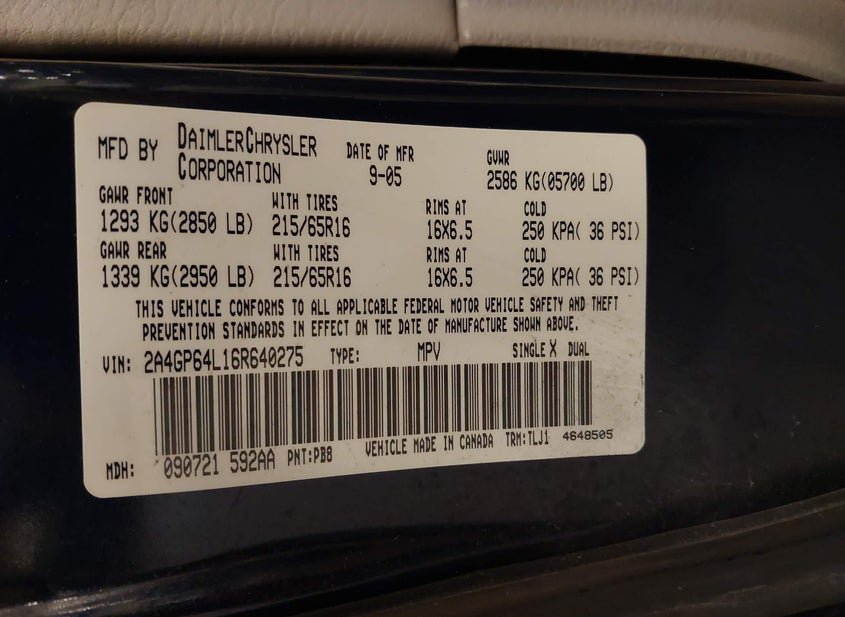 MFD BY DAIMLERCHRYSLER CORPORATION DATE OF MFR 9-05 GVWR 2586 KG(05700 LB)
GAWR FRONT WITH TIRES RIMS AT COLD
1293 KG(2850 LB) 215/65R16 16X6.5 250 KPA( 36 PSI)
GAWR REAR WITH TIRES RIMS AT COLD
1339 KG(2950 LB) 215/65R16 16X6.5 250 KPA( 36 PSI)
THIS VEHICLE CONFORMS TO ALL APPLICABLE FEDERAL MOTOR VEHICLE SAFETY AND THEFT
PREVENTION STANDARDS IN EFFECT ON THE DATE OF MANUFACTURE SHOWN ABOVE.
VIN: 2A4GP64L16R640275 TYPE: MPV SINGLE X DUAL
MDH: 090721 592AA PNT:PB8 VEHICLE MADE IN CANADA TRM:TLJ1 4648505